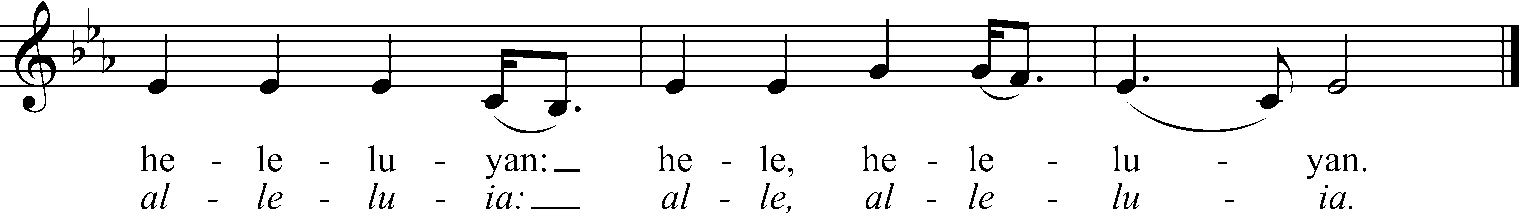 he - le - lu - yan: he - le, he - le - lu - yan.
al - le - lu - ia: al - le, al - le - lu - ia.